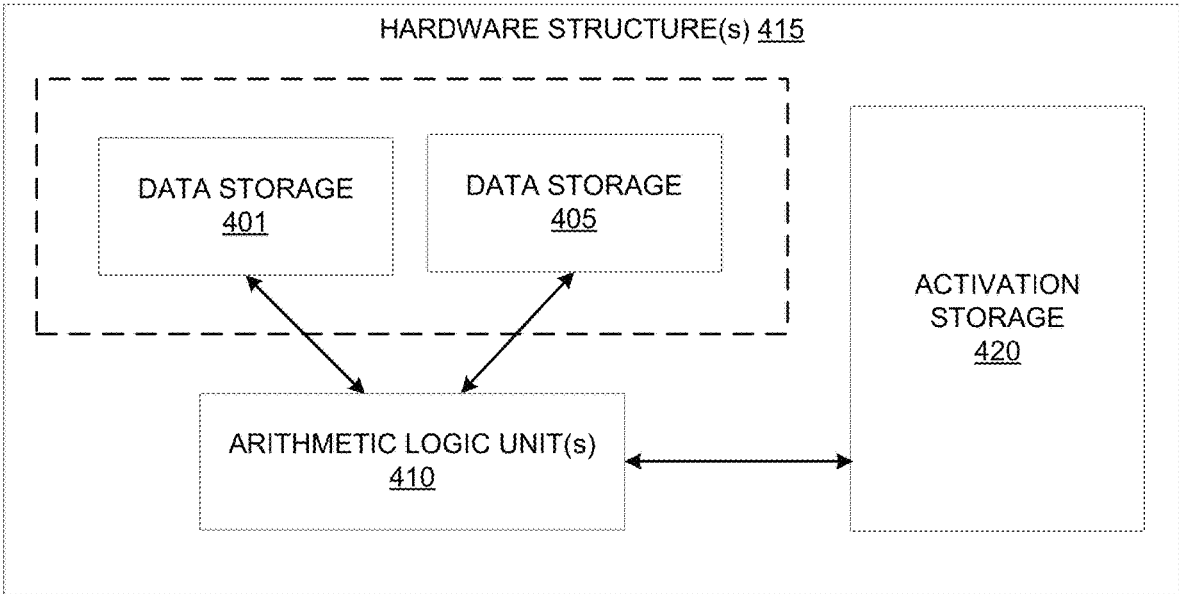 HARDWARE STRUCTURE(s) 415
DATA STORAGE
401
DATA STORAGE
405
ACTIVATION
STORAGE
420
ARITHMETIC LOGIC UNIT(s)
410